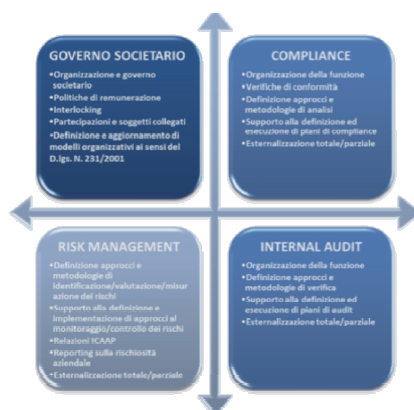 GOVERNO SOCIETARIO
•Organizzazione e governo
societario
•Politiche di remunerazione
•Interlocking
•Partecipazioni e soggetti collegati
•Definizione e aggiornamento di
modelli organizzativi ai sensi del
D.lgs. N. 231/2001
COMPLIANCE
•Organizzazione della funzione
•Verifiche di conformità
•Definizione approcci e
metodologie di analisi
•Supporto alla definizione ed
esecuzione di piani di compliance
•Esternalizzazione totale/parziale
RISK MANAGEMENT
•Definizione approcci e
metodologie di
identificazione/valutazione/misur
azione dei rischi
•Supporto alla definizione e
implementazione di approcci al
monitoraggio/controllo dei rischi
•Relazioni ICAAP
•Reporting sulla rischiosità
aziendale
•Esternalizzazione totale/parziale
INTERNAL AUDIT
•Organizzazione della funzione
•Definizione approcci e
metodologie di verifica
•Supporto alla definizione ed
esecuzione di piani di audit
•Esternalizzazione totale/parziale